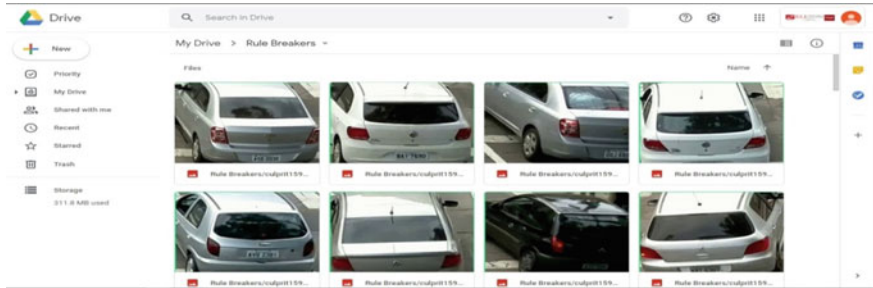 Drive
Search in Drive
New
My Drive > Rule Breakers
Files
Name
Priority
My Drive
Shared with me
Recent
Starred
Trash
Storage
311.8 MB used
Rule Breakers/culprit159...
Rule Breakers/culprit159...
Rule Breakers/culprit159...
Rule Breakers/culprit159...
Rule Breakers/culprit159...
Rule Breakers/culprit159...
Rule Breakers/culprit159...
Rule Breakers/culprit159...